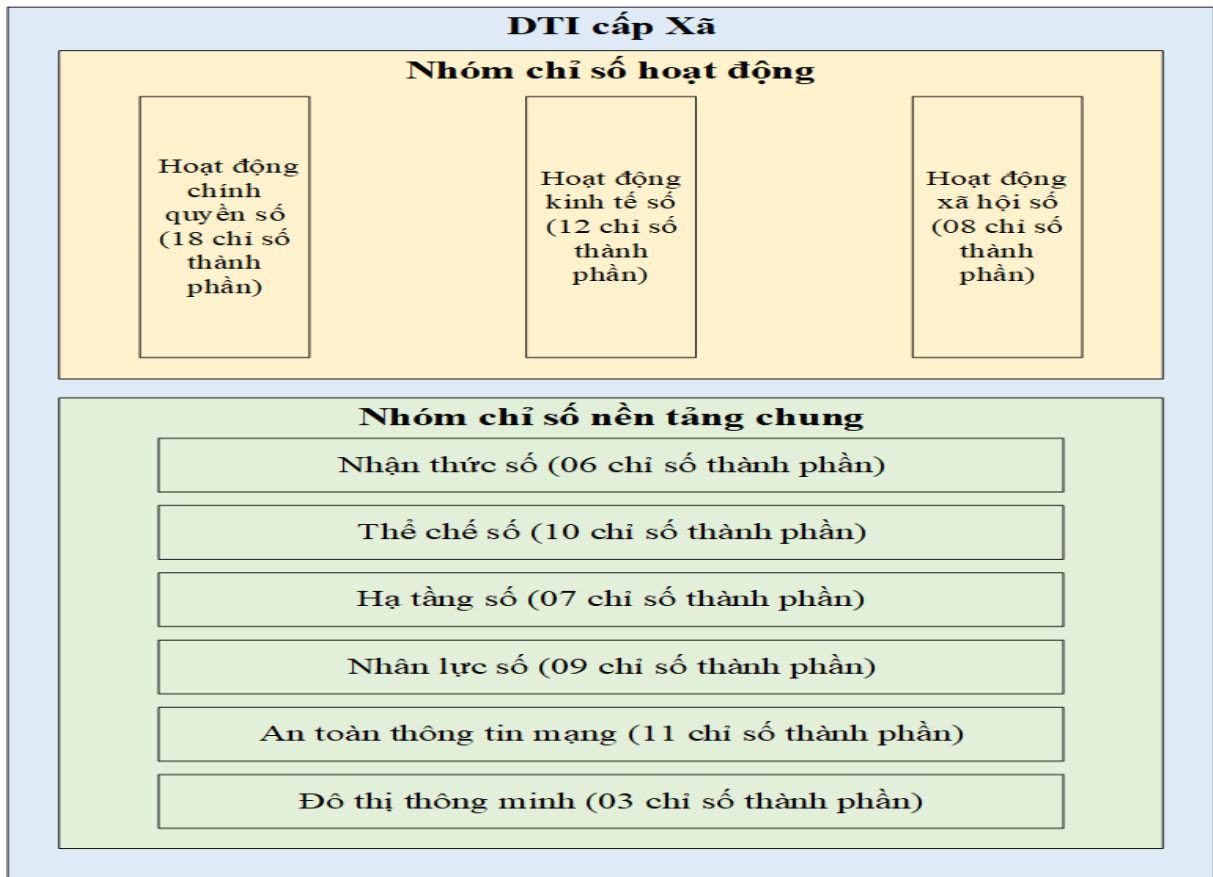 DTI cấp Xã
Nhóm chỉ số hoạt động
Hoạt động
chính
quyền số
(18 chỉ số
thành
phần)
Hoạt động
kinh tế số
(12 chỉ số
thành
phần)
Hoạt động
xã hội số
(08 chỉ số
thành
phần)
Nhóm chỉ số nền tảng chung
Nhận thức số (06 chỉ số thành phần)
Thể chế số (10 chỉ số thành phần)
Hạ tầng số (07 chỉ số thành phần)
Nhân lực số (09 chỉ số thành phần)
An toàn thông tin mạng (11 chỉ số thành phần)
Đô thị thông minh (03 chỉ số thành phần)